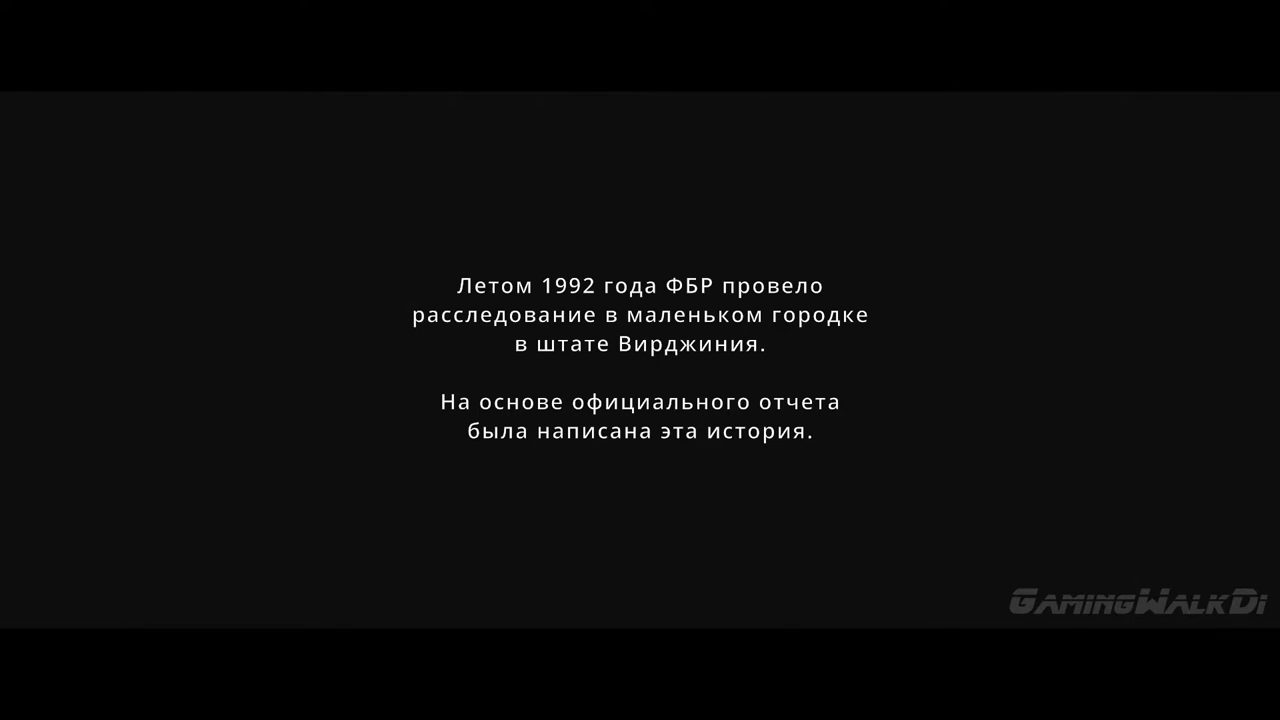 Летом 1992 года ФБР провело
расследование в маленьком городке
в штате Вирджиния.
На основе официального отчета
была написана эта история.
GamingWalkDi